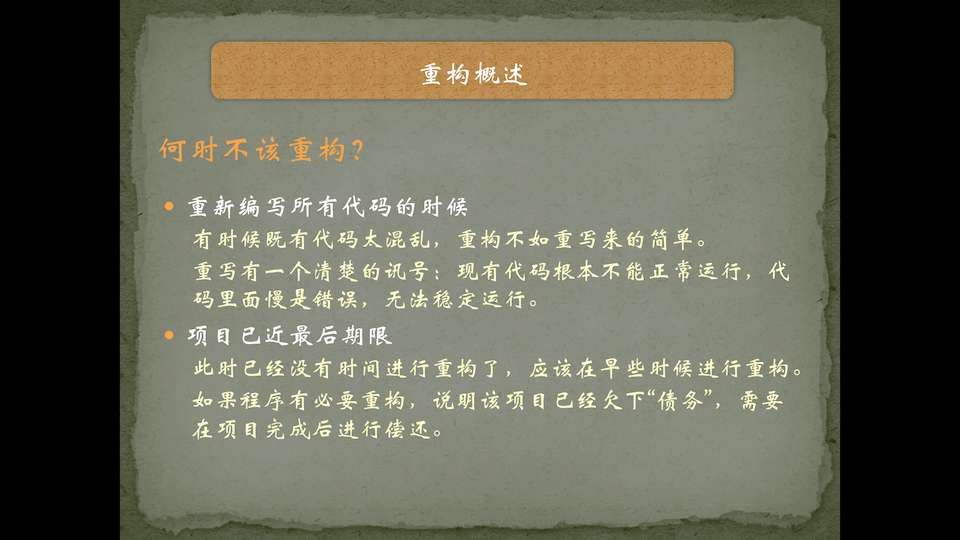 重构概述
何时不该重构？
• 重新编写所有代码的时候
有时候既有代码太混乱，重构不如重写来的简单。
重写有一个清楚的讯号：现有代码根本不能正常运行，代
码里面慢是错误，无法稳定运行。
• 项目已近最后期限
此时已经没有时间进行重构了，应该在早些时候进行重构。
如果程序有必要重构，说明该项目已经欠下“债务”，需要
在项目完成后进行偿还。